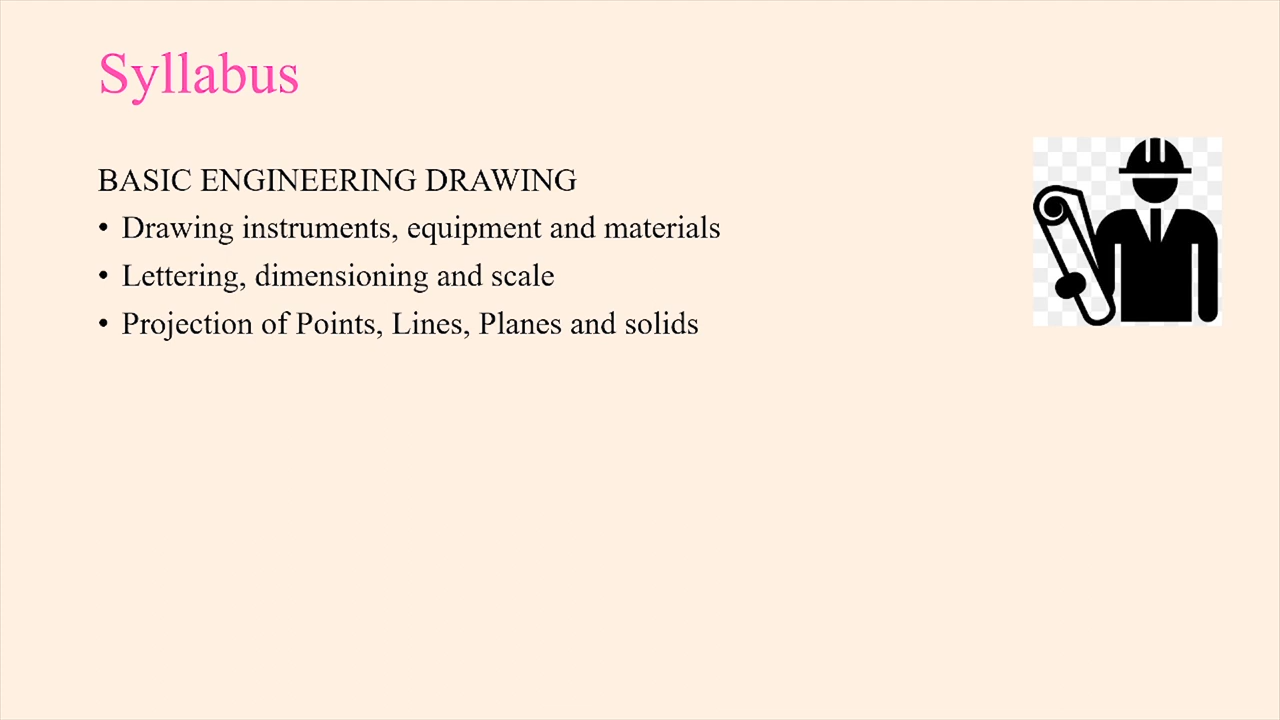 Syllabus
BASIC ENGINEERING DRAWING
• Drawing instruments, equipment and materials
• Lettering, dimensioning and scale
• Projection of Points, Lines, Planes and solids